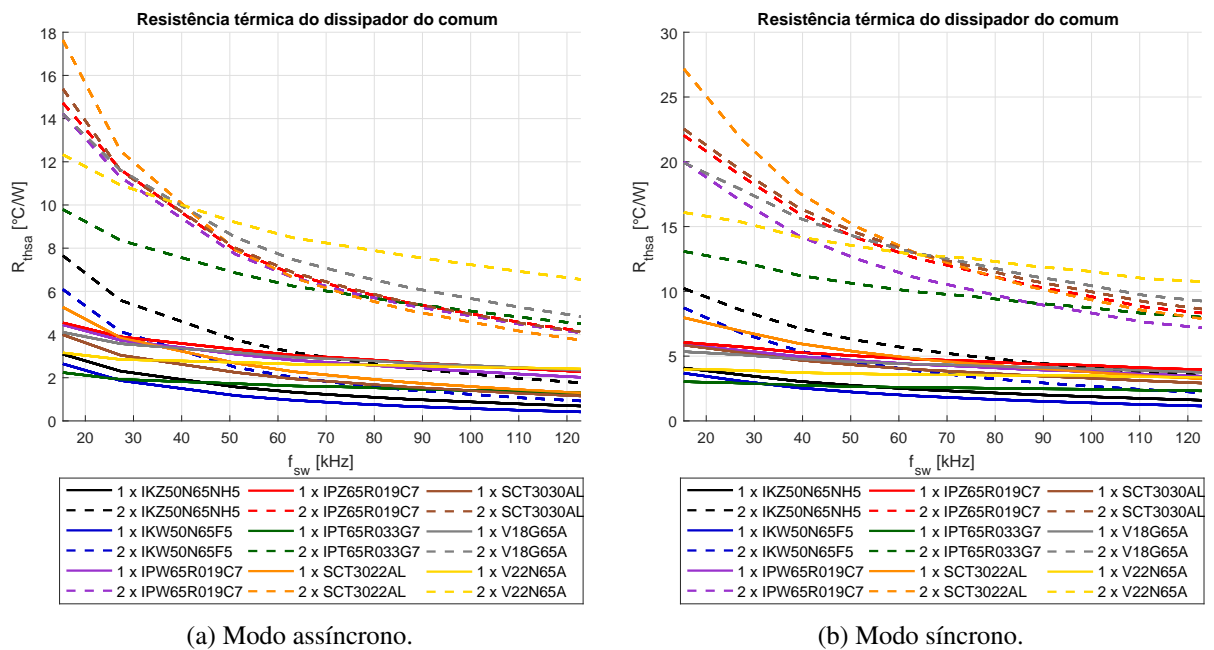 Resistência térmica do dissipador do comum
18
16
14
12
10
8
6
4
2
0
R_thsa [°C/W]
20 30 40 50 60 70 80 90 100 110 120
f_sw [kHz]
1 x IKZ50N65NH5 1 x IPZ65R019C7 1 x SCT3030AL
2 x IKZ50N65NH5 2 x IPZ65R019C7 2 x SCT3030AL
1 x IKW50N65F5 1 x IPT65R033G7 1 x V18G65A
2 x IKW50N65F5 2 x IPT65R033G7 2 x V18G65A
1 x IPW65R019C7 1 x SCT3022AL 1 x V22N65A
2 x IPW65R019C7 2 x SCT3022AL 2 x V22N65A
(a) Modo assíncrono.
Resistência térmica do dissipador do comum
30
25
20
15
10
5
0
R_thsa [°C/W]
20 30 40 50 60 70 80 90 100 110 120
f_sw [kHz]
1 x IKZ50N65NH5 1 x IPZ65R019C7 1 x SCT3030AL
2 x IKZ50N65NH5 2 x IPZ65R019C7 2 x SCT3030AL
1 x IKW50N65F5 1 x IPT65R033G7 1 x V18G65A
2 x IKW50N65F5 2 x IPT65R033G7 2 x V18G65A
1 x IPW65R019C7 1 x SCT3022AL 1 x V22N65A
2 x IPW65R019C7 2 x SCT3022AL 2 x V22N65A
(b) Modo síncrono.